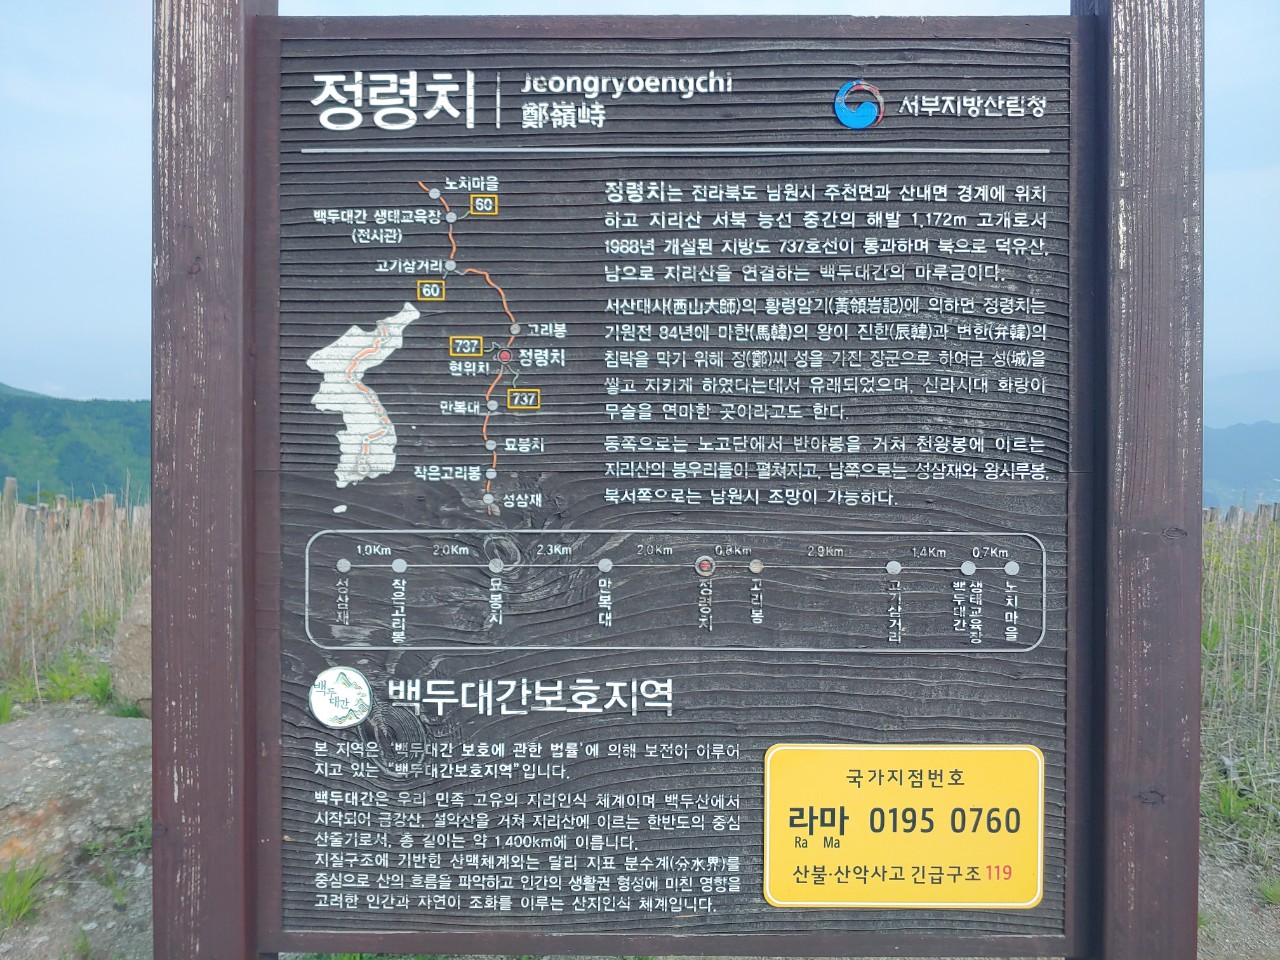 정령치
Jeongryoengchi
鄭嶺峙
서부지방산림청
노치마을
60
백두대간 생태교육장
(전시관)
고기삼거리
60
고리봉
737
정령치
현위치
737
만복대
묘봉치
작은고리봉
성삼재
정령치는 전라북도 남원시 주천면과 산내면 경계에 위치
하고 지리산 서북 능선 중간의 해발 1,172m 고개로서
1988년 개설된 지방도 737호선이 통과하며 북으로 덕유산,
남으로 지리산을 연결하는 백두대간의 마루금이다.
서산대사(西山大師)의 황령암기(黃領岩記)에 의하면 정령치는
기원전 84년에 마한(馬韓)의 왕이 진한(辰韓)과 변한(弁韓)의
침략을 막기 위해 정(鄭)씨 성을 가진 장군으로 하여금 성(城)을
쌓고 지키게 하였다는데서 유래되었으며, 신라시대 화랑이
무술을 연마한 곳이라고도 한다.
동쪽으로는 노고단에서 반야봉을 거쳐 천왕봉에 이르는
지리산의 봉우리들이 펼쳐지고, 남쪽으로는 성삼재와 왕시루봉,
북서쪽으로는 남원시 조망이 가능하다.
1.0Km 2.0Km 2.3Km 2.0Km 0.8Km 2.9Km 1.4Km 0.7Km
성삼재 작은고리봉 묘봉치 만복대 정령치 고리봉 고기삼거리 백두대간 생태교육장 노치마을
백두대간
백두대간보호지역
본 지역은 '백두대간 보호에 관한 법률'에 의해 보전이 이루어
지고 있는 "백두대간보호지역"입니다.
백두대간은 우리 민족 고유의 지리인식 체계이며 백두산에서
시작되어 금강산, 설악산을 거쳐 지리산에 이르는 한반도의 중심
산줄기로서, 총 길이는 약 1,400km에 이릅니다.
지질구조에 기반한 산맥체계와는 달리 지표 분수계(分水界)를
중심으로 산의 흐름을 파악하고 인간의 생활권 형성에 미친 영향을
고려한 인간과 자연이 조화를 이루는 산지인식 체계입니다.
국가지점번호
라마 0195 0760
Ra Ma
산불·산악사고 긴급구조 119